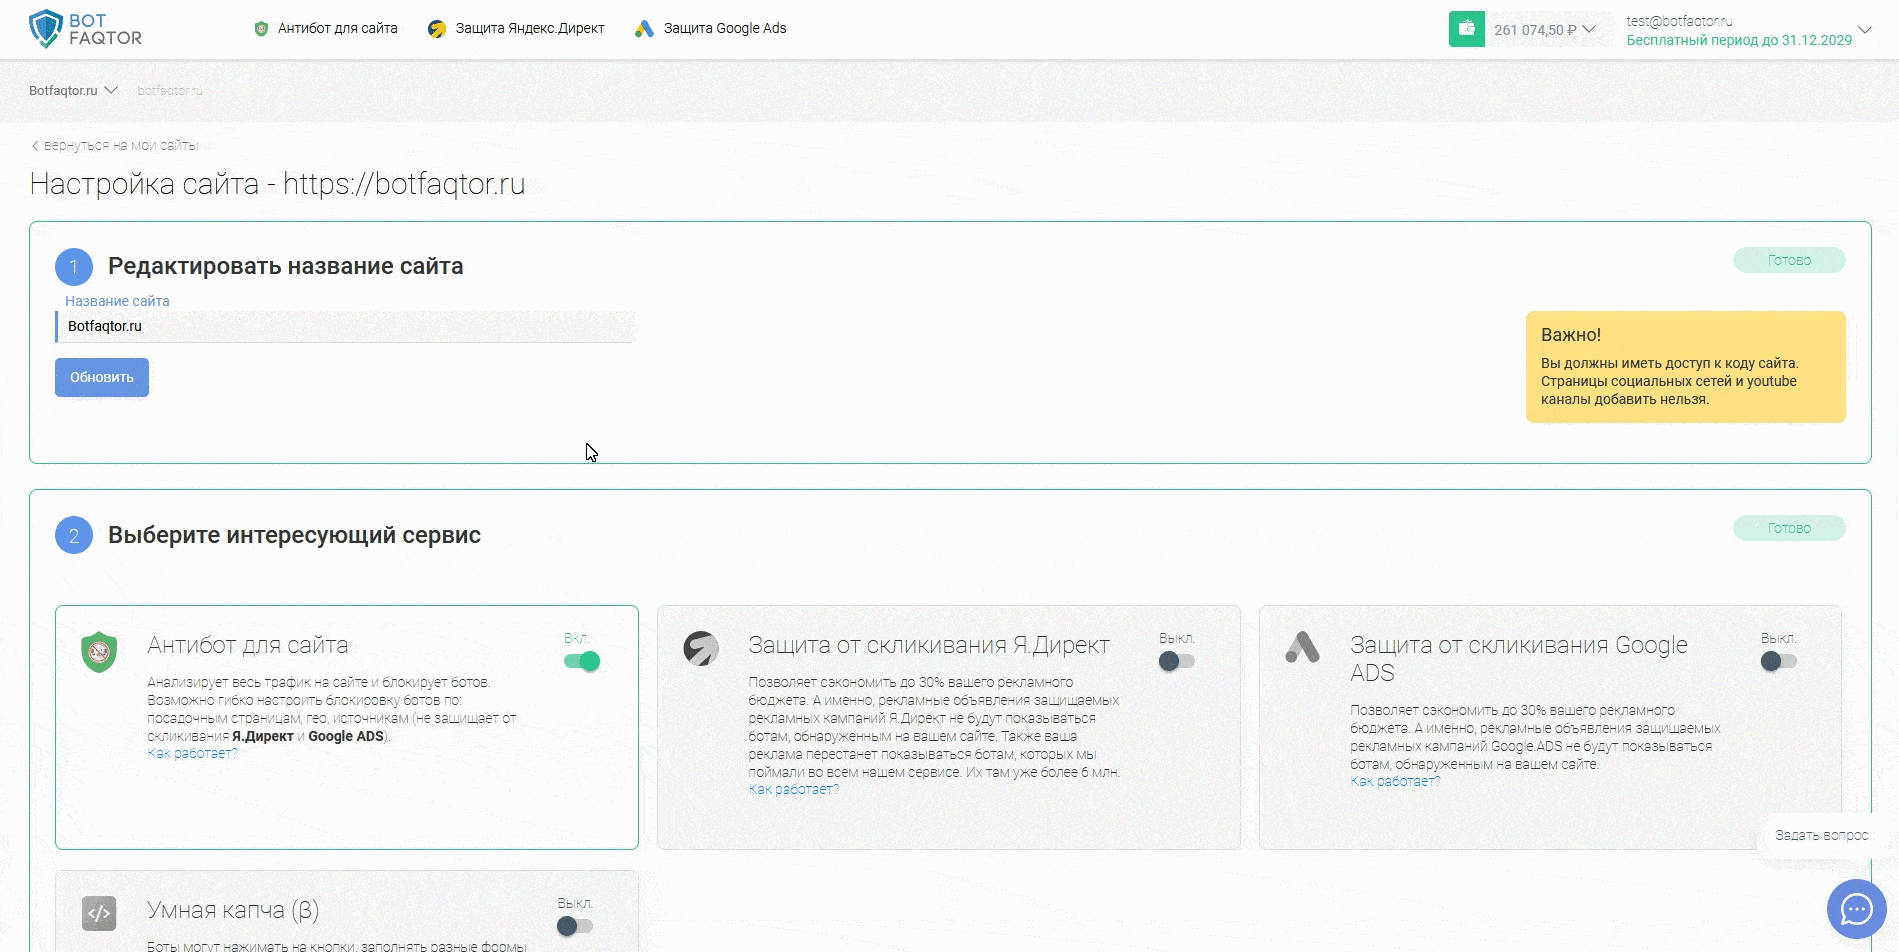 BOT
FAQTOR
Антибот для сайта
Защита Яндекс.Директ
Защита Google Ads
261 074,50 ₽
test@botfaqtor.ru
Бесплатный период до 31.12.2029
Botfaqtor.ru
botfaqtor.ru
вернуться на мои сайты
Настройка сайта - https://botfaqtor.ru
1
Редактировать название сайта
Готово
Название сайта
Botfaqtor.ru
Обновить
Важно!
Вы должны иметь доступ к коду сайта.
Страницы социальных сетей и youtube
каналы добавить нельзя.
2
Выберите интересующий сервис
Готово
Антибот для сайта
Вкл.
Анализирует весь трафик на сайте и блокирует ботов.
Возможно гибко настроить блокировку ботов по:
посадочным страницам, гео, источникам (не защищает от
скликивания Я.Директ и Google ADS).
Как работает?
Защита от скликивания Я.Директ
Выкл.
Позволяет сэкономить до 30% вашего рекламного
бюджета. А именно, рекламные объявления защищаемых
рекламных кампаний Я.Директ не будут показываться
ботам, обнаруженным на вашем сайте. Также ваша
реклама перестанет показываться ботам, которых мы
поймали во всем нашем сервисе. Их там уже более 6 млн.
Как работает?
Защита от скликивания Google
ADS
Выкл.
Позволяет сэкономить до 30% вашего рекламного
бюджета. А именно, рекламные объявления защищаемых
рекламных кампаний Google.ADS не будут показываться
ботам, обнаруженным на вашем сайте.
Как работает?
Задать вопрос
Умная капча (β)
Выкл.
Боты могут нажимать на кнопки, заполнять разные формы